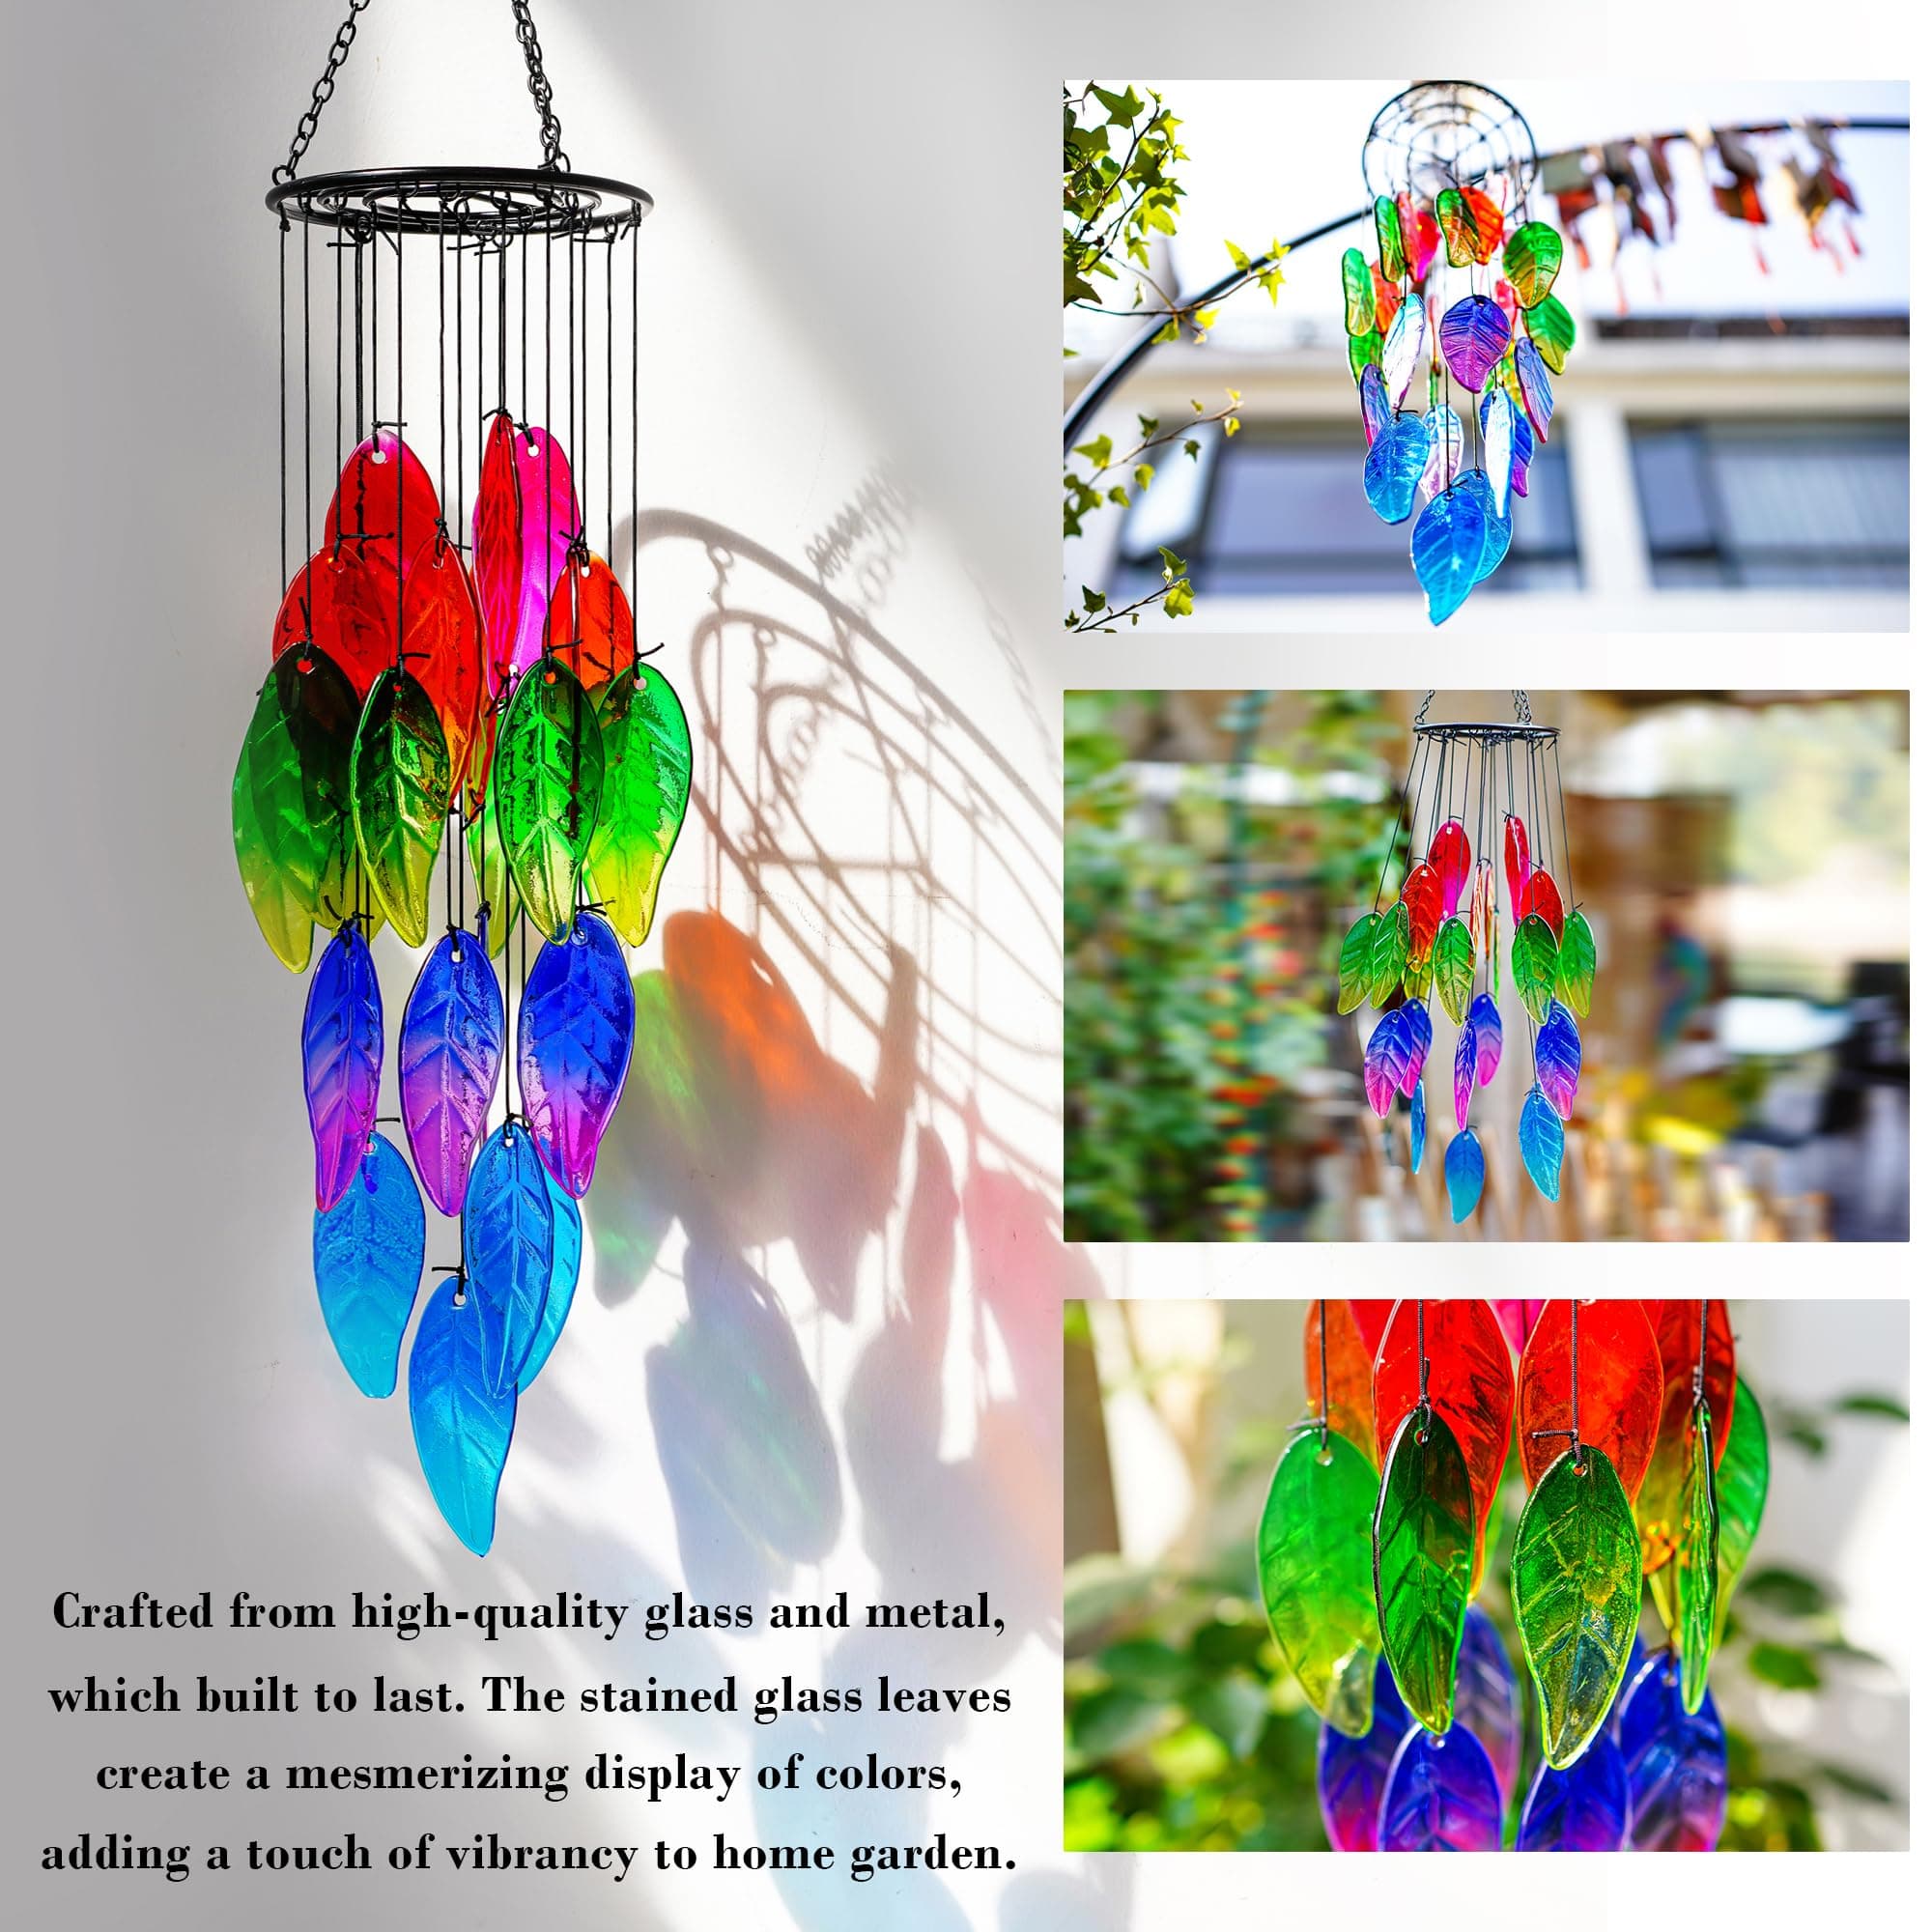 Crafted from high-quality glass and metal,
which built to last. The stained glass leaves
create a mesmerizing display of colors,
adding a touch of vibrancy to home garden.